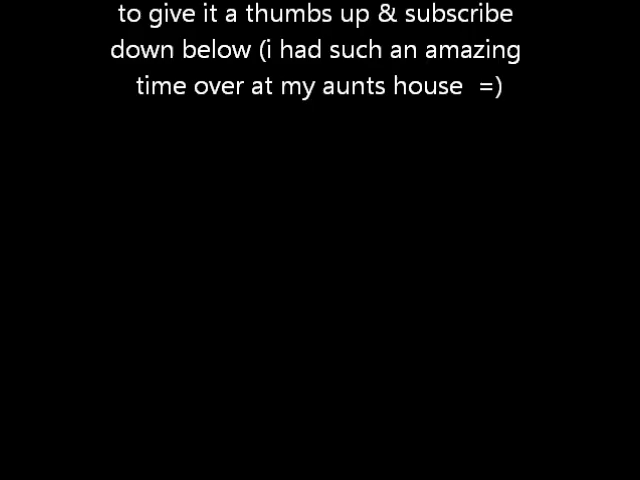 to give it a thumbs up & subscribe
down below (i had such an amazing
time over at my aunts house  =)